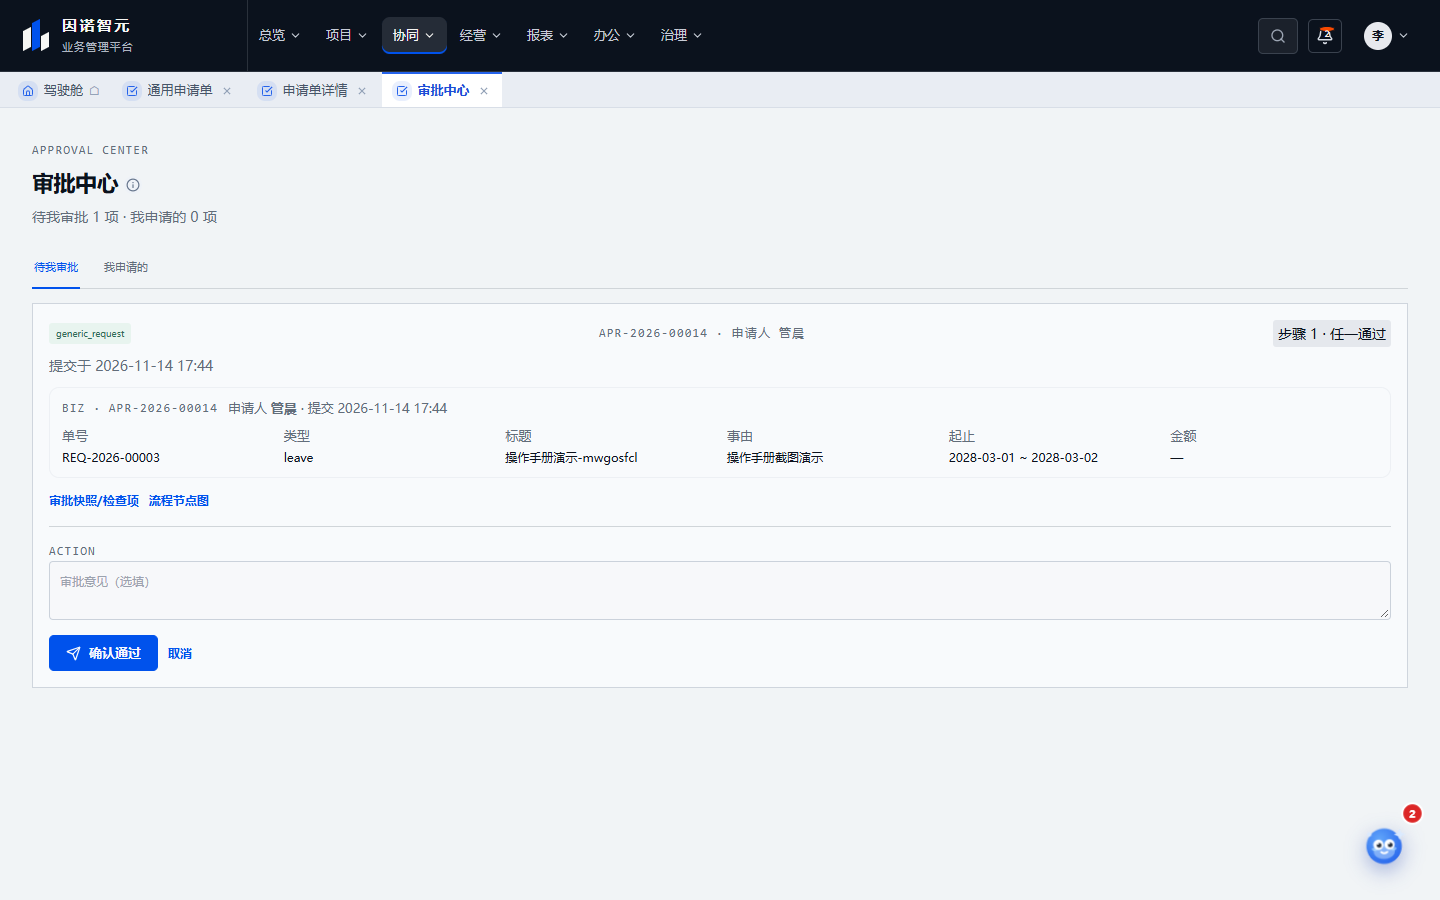 因诺智元
业务管理平台
总览
项目
协同
经营
报表
办公
治理
李
驾驶舱
通用申请单
申请单详情
审批中心
APPROVAL CENTER
审批中心
待我审批 1 项 · 我申请的 0 项
待我审批
我申请的
generic_request
APR-2026-00014 · 申请人 管晨
步骤 1 · 任一通过
提交于 2026-11-14 17:44
BIZ · APR-2026-00014 申请人 管晨 · 提交 2026-11-14 17:44
单号 类型 标题 事由 起止 金额
REQ-2026-00003 leave 操作手册演示-mwgosfcl 操作手册截图演示 2028-03-01 ~ 2028-03-02 —
审批快照/检查项 流程节点图
ACTION
审批意见（选填）
确认通过 取消
2